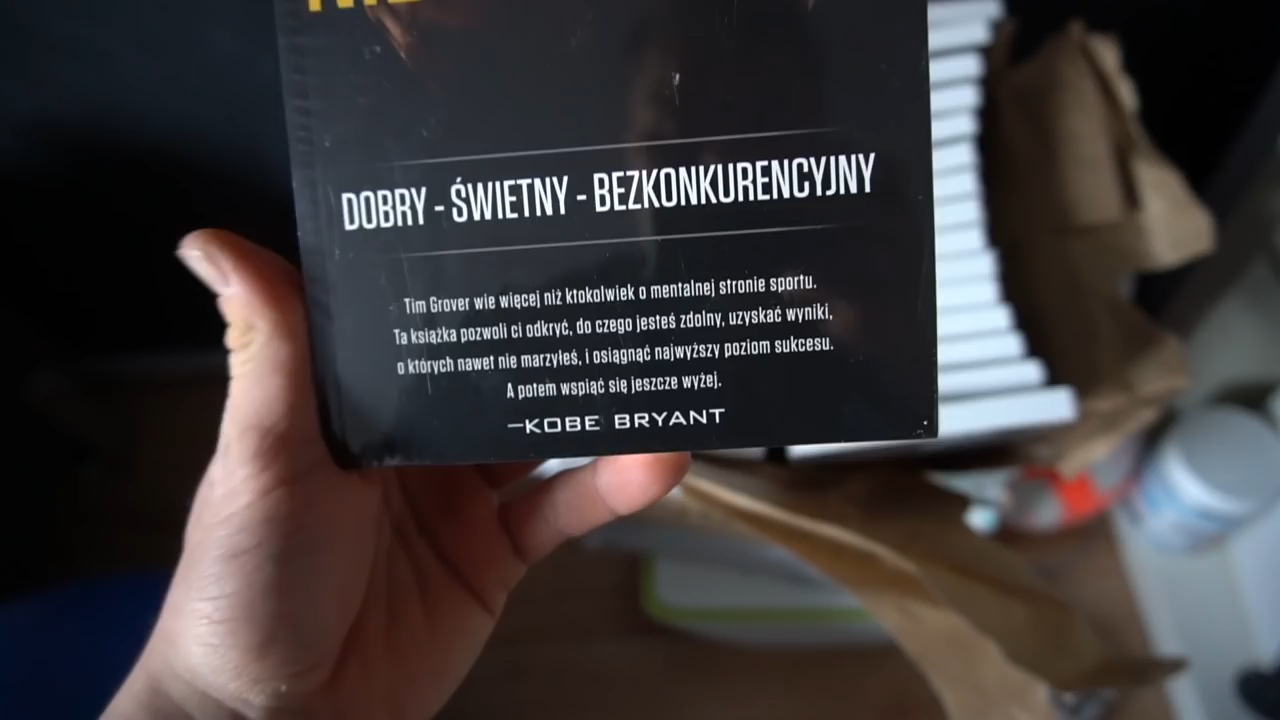 DOBRY - ŚWIETNY - BEZKONKURENCYJNY
Tim Grover wie więcej niż ktokolwiek o mentalnej stronie sportu.
Ta książka pozwoli ci odkryć, do czego jesteś zdolny, uzyskać wyniki,
o których nawet nie marzyłeś, i osiągnąć najwyższy poziom sukcesu.
A potem wspiąć się jeszcze wyżej.
—KOBE BRYANT